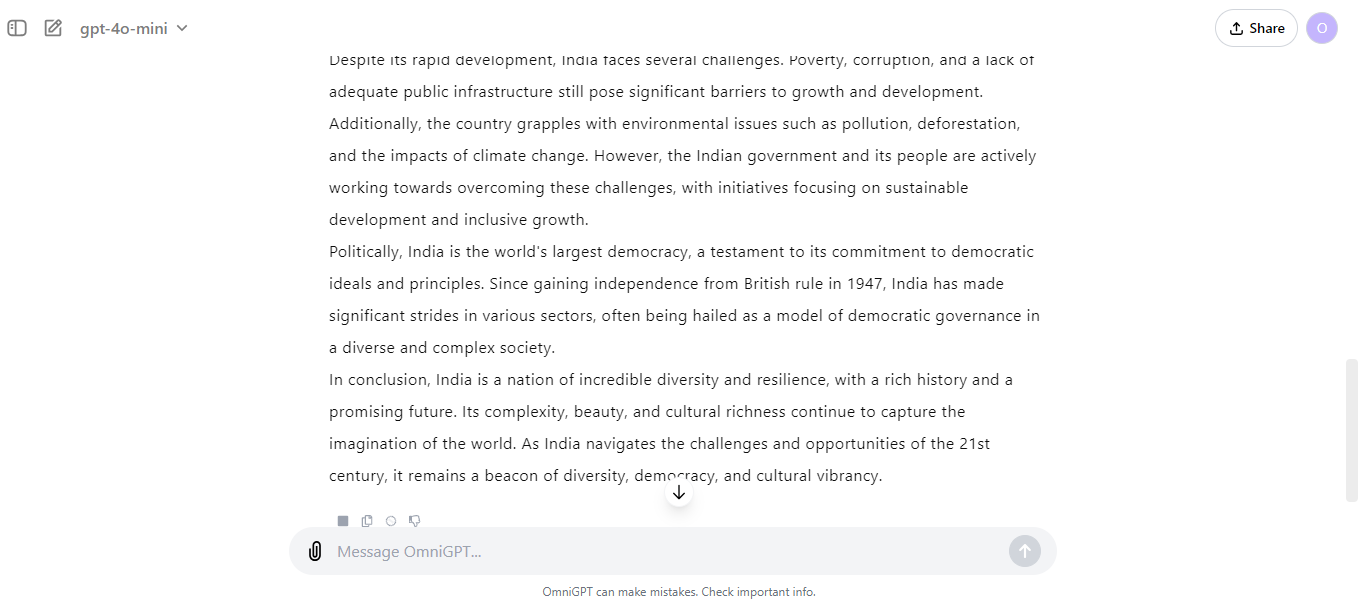 gpt-4o-mini
Share
O
Despite its rapid development, India faces several challenges. Poverty, corruption, and a lack of
adequate public infrastructure still pose significant barriers to growth and development.
Additionally, the country grapples with environmental issues such as pollution, deforestation,
and the impacts of climate change. However, the Indian government and its people are actively
working towards overcoming these challenges, with initiatives focusing on sustainable
development and inclusive growth.
Politically, India is the world's largest democracy, a testament to its commitment to democratic
ideals and principles. Since gaining independence from British rule in 1947, India has made
significant strides in various sectors, often being hailed as a model of democratic governance in
a diverse and complex society.
In conclusion, India is a nation of incredible diversity and resilience, with a rich history and a
promising future. Its complexity, beauty, and cultural richness continue to capture the
imagination of the world. As India navigates the challenges and opportunities of the 21st
century, it remains a beacon of diversity, democracy, and cultural vibrancy.
Message OmniGPT...
OmniGPT can make mistakes. Check important info.